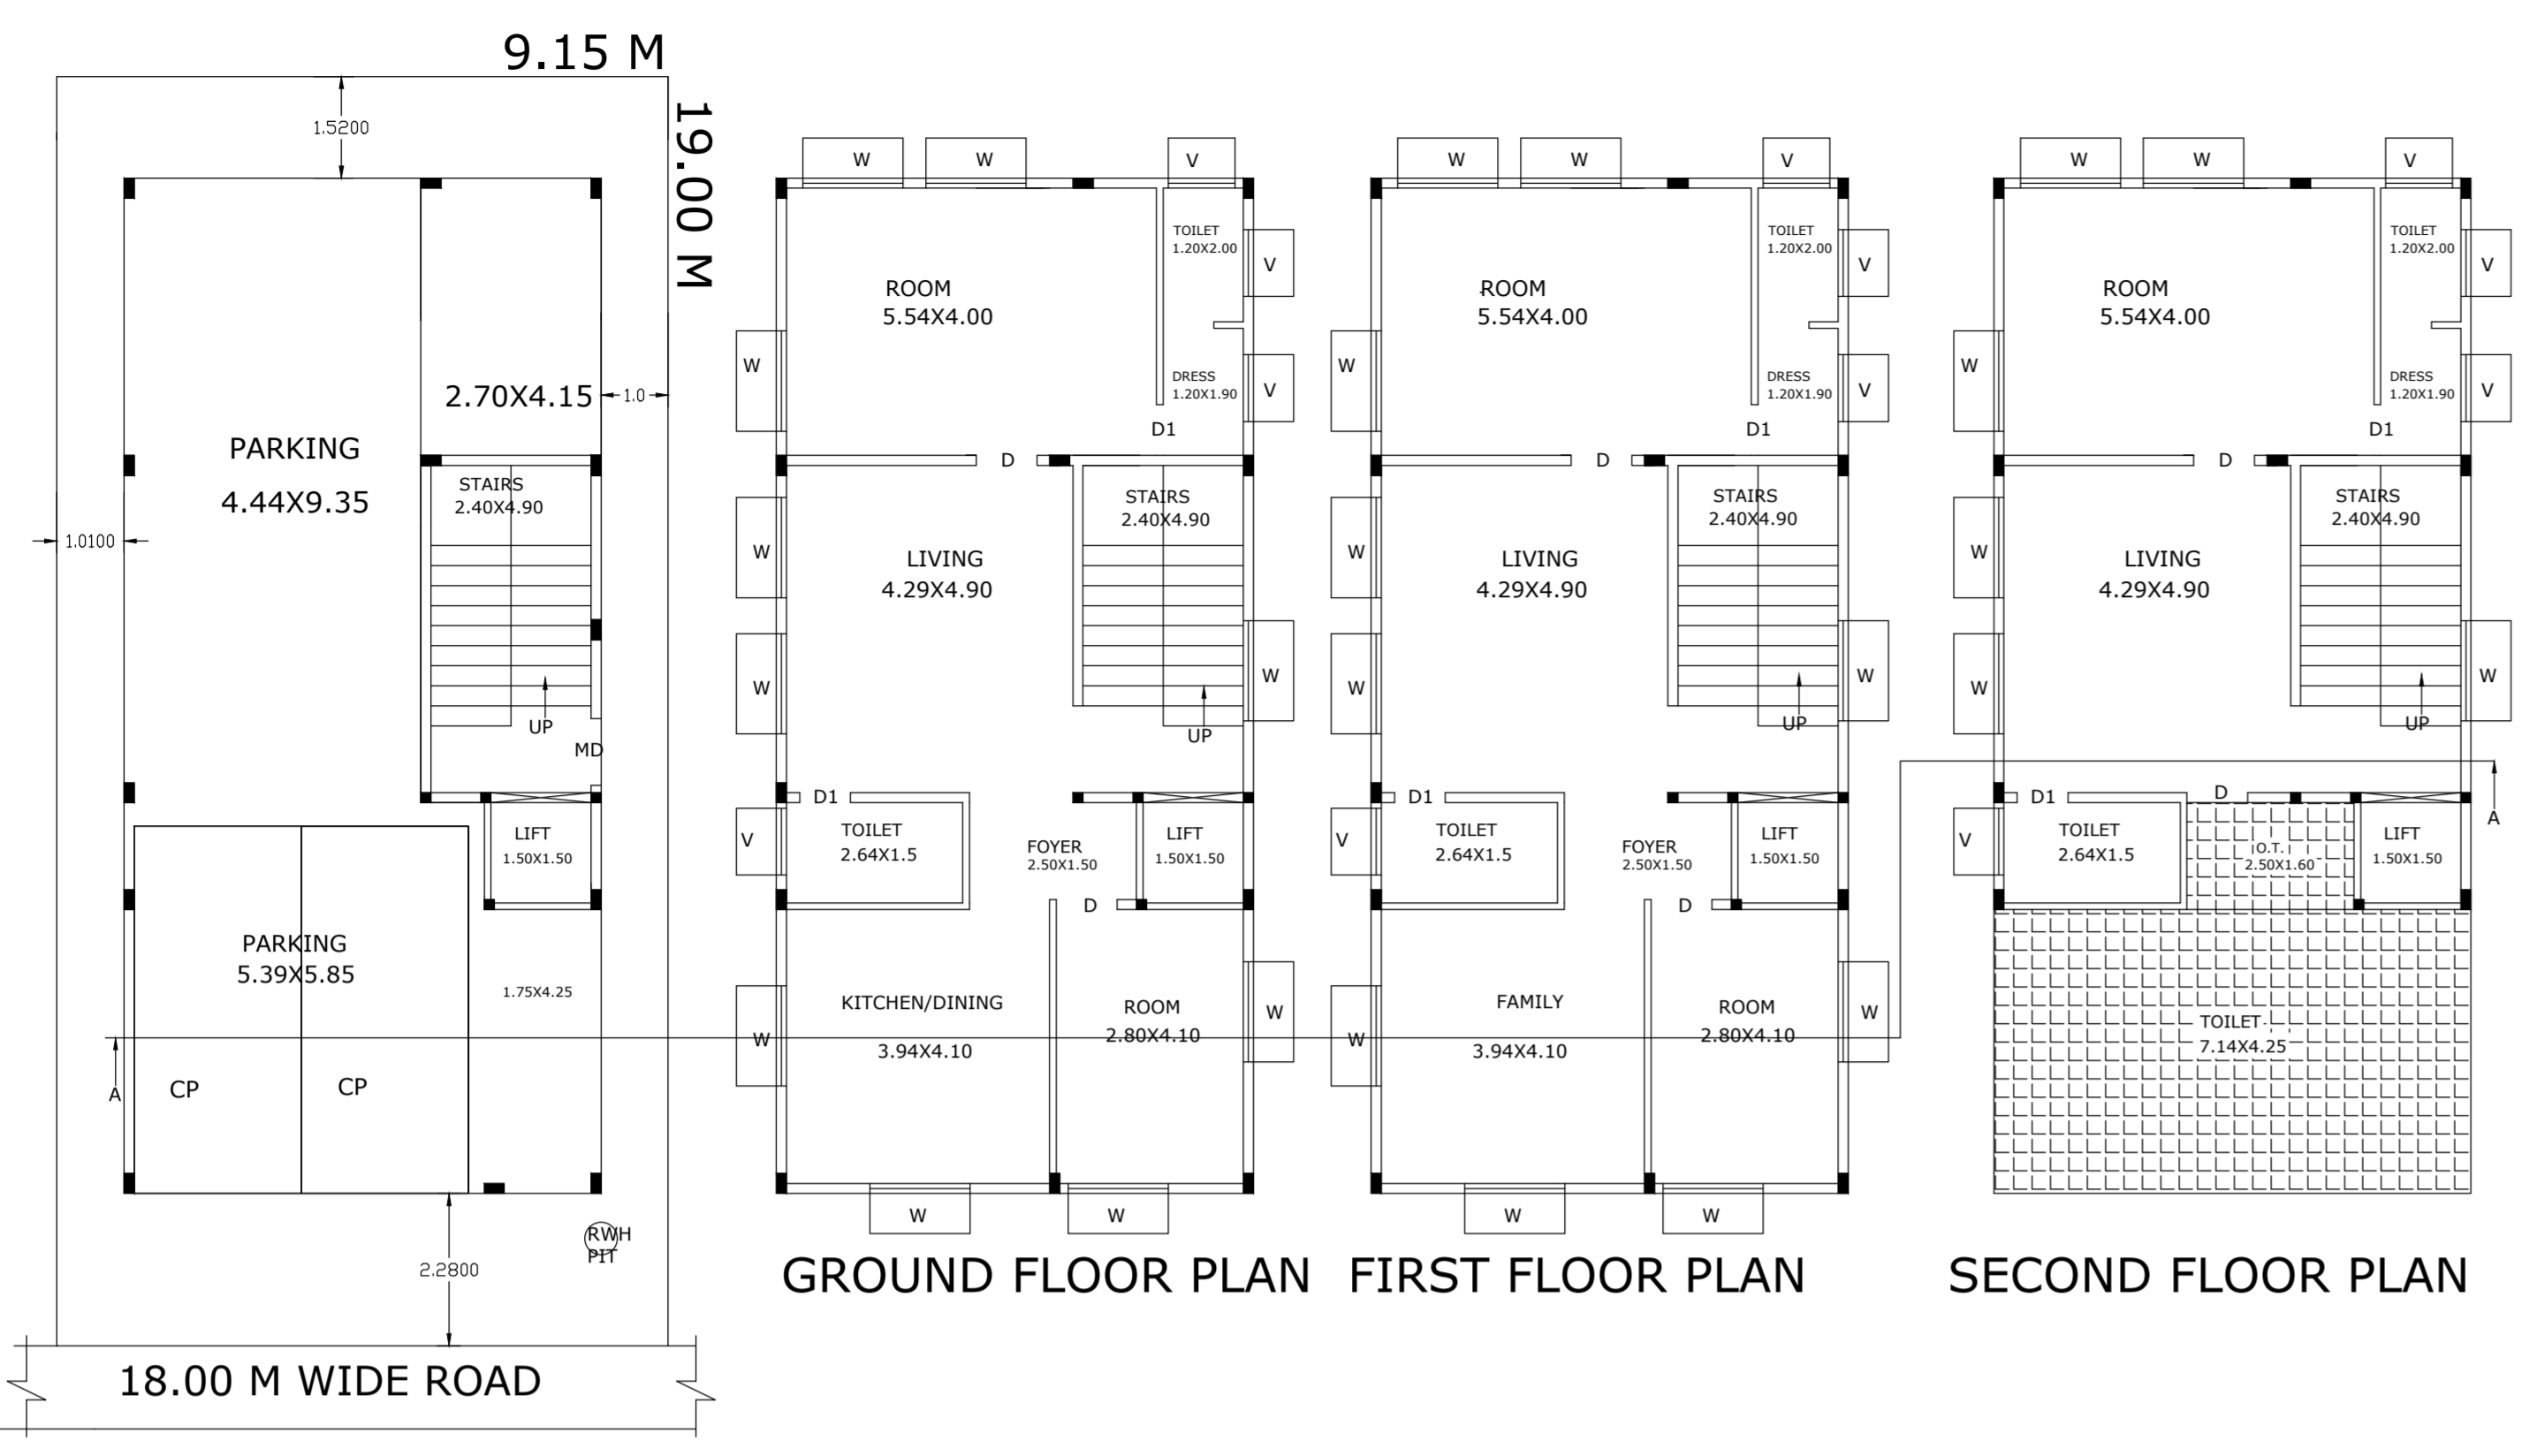 9.15 M
19.00 M
1.5200
2.70X4.15
1.0
PARKING
4.44X9.35
STAIRS
2.40X4.90
1.0100
UP
MD
LIFT
1.50X1.50
PARKING
5.39X5.85
1.75X4.25
A
CP
CP
RWH
PIT
2.2800
18.00 M WIDE ROAD
W
W
V
TOILET
1.20X2.00
V
ROOM
5.54X4.00
W
DRESS
1.20X1.90
V
D1
D
STAIRS
2.40X4.90
W
LIVING
4.29X4.90
W
W
UP
D1
TOILET
2.64X1.5
V
FOYER
2.50X1.50
LIFT
1.50X1.50
D
KITCHEN/DINING
3.94X4.10
W
ROOM
2.80X4.10
W
W
W
GROUND FLOOR PLAN
W
W
V
TOILET
1.20X2.00
V
ROOM
5.54X4.00
W
DRESS
1.20X1.90
V
D1
D
STAIRS
2.40X4.90
W
LIVING
4.29X4.90
W
W
UP
D1
TOILET
2.64X1.5
V
FOYER
2.50X1.50
LIFT
1.50X1.50
D
FAMILY
3.94X4.10
W
ROOM
2.80X4.10
W
W
W
FIRST FLOOR PLAN
W
W
V
TOILET
1.20X2.00
V
ROOM
5.54X4.00
W
DRESS
1.20X1.90
V
D1
D
STAIRS
2.40X4.90
W
LIVING
4.29X4.90
W
W
UP
D1
D
A
TOILET
2.64X1.5
V
O.T.
2.50X1.60
LIFT
1.50X1.50
TOILET
7.14X4.25
SECOND FLOOR PLAN